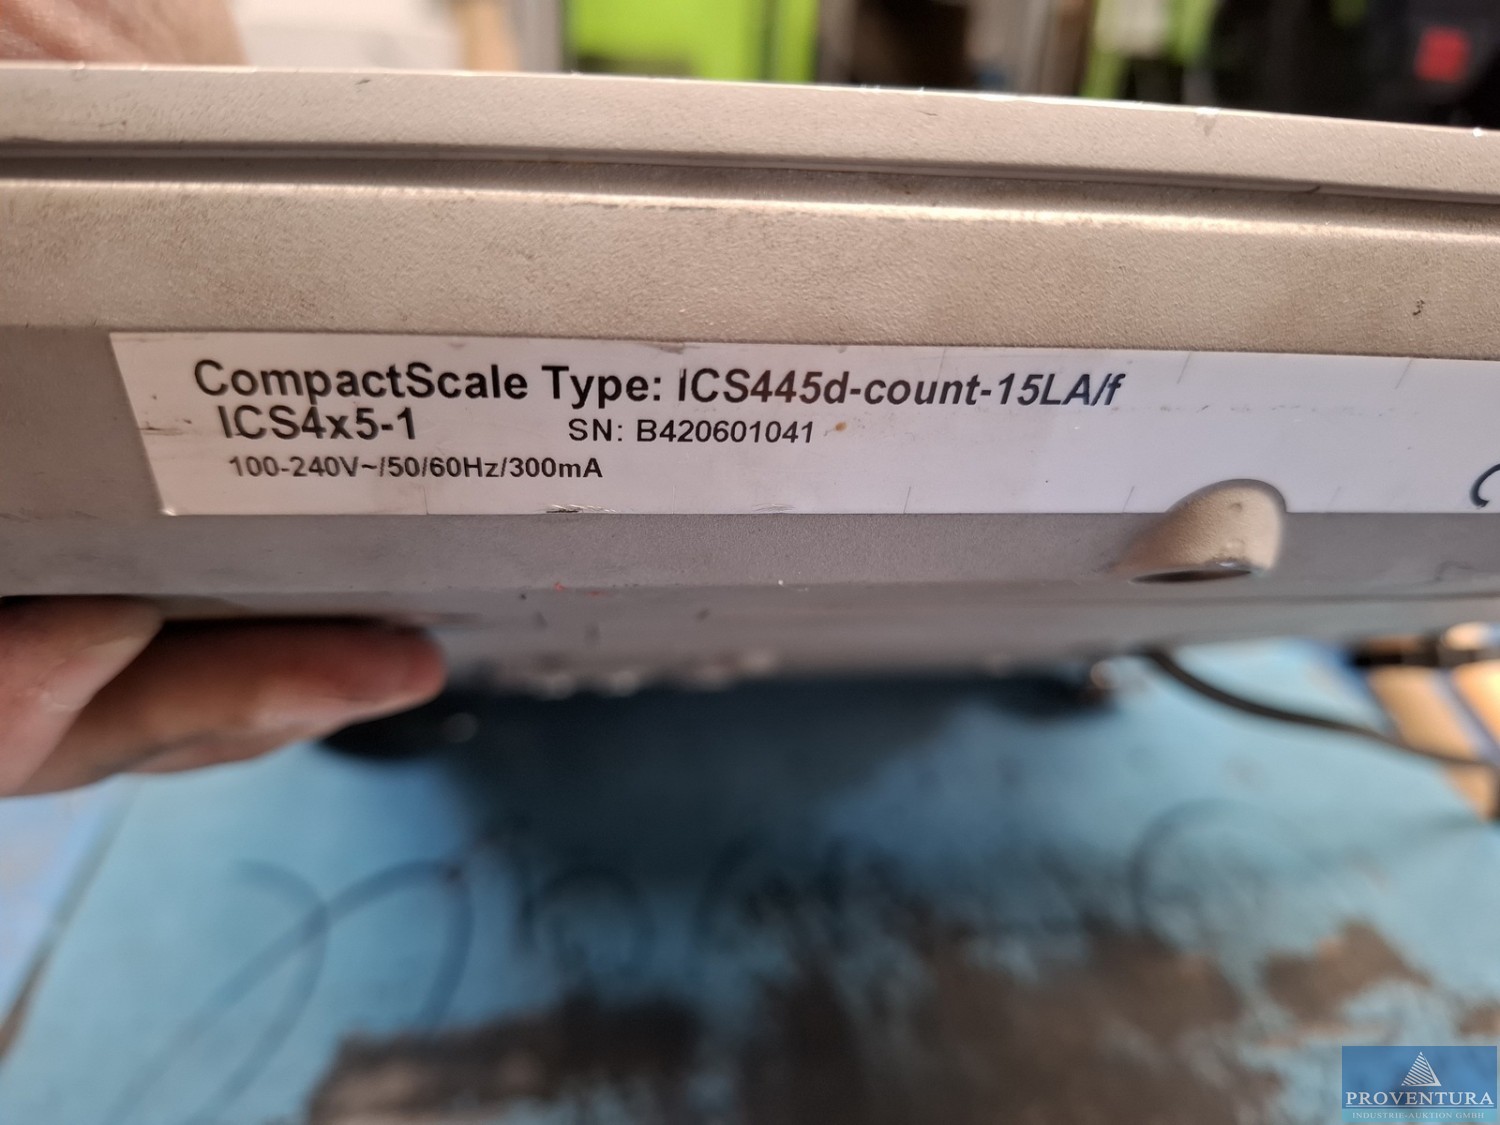 CompactScale Type: ICS445d-count-15LA/f
ICS4x5-1 SN: B420601041
100-240V~/50/60Hz/300mA
PROVENTURA
INDUSTRIE-AUKTION GMBH